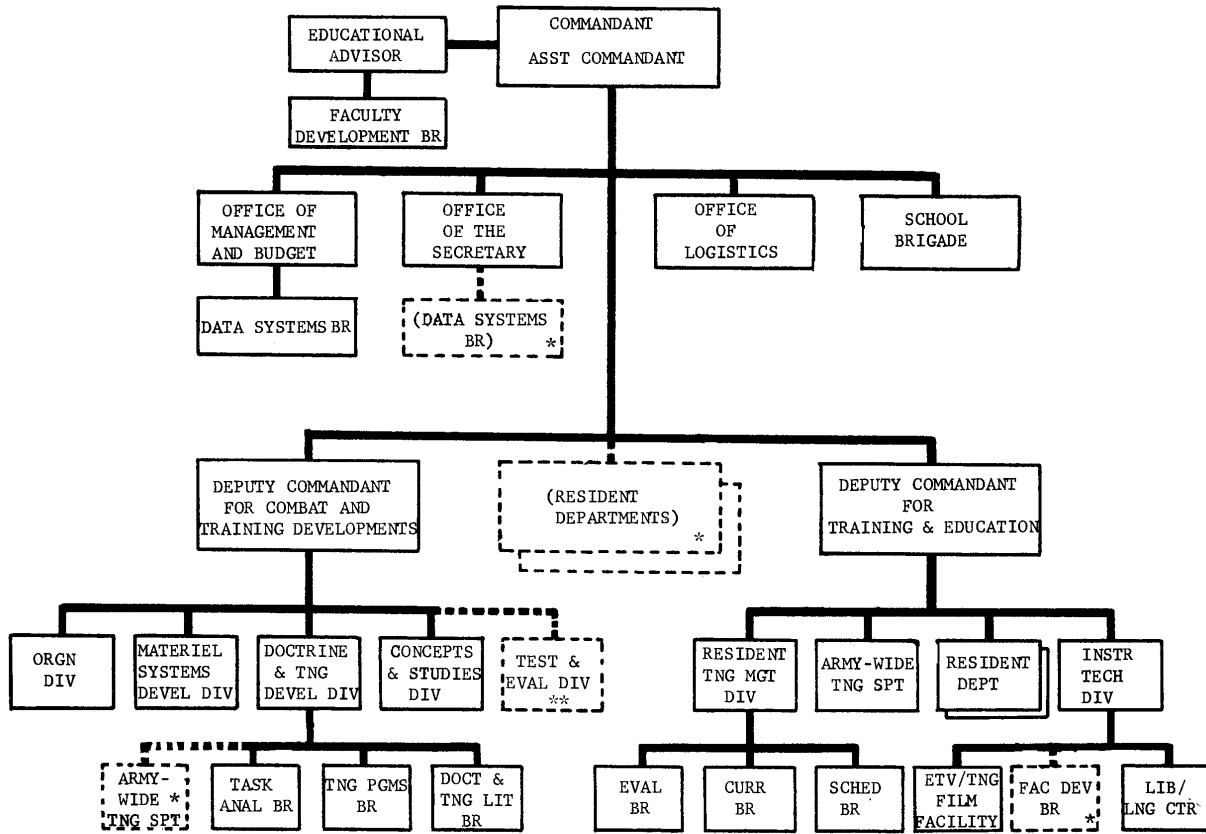 COMMANDANT
ASST COMMANDANT
EDUCATIONAL
ADVISOR
FACULTY
DEVELOPMENT BR
OFFICE OF
MANAGEMENT
AND BUDGET
OFFICE
OF THE
SECRETARY
OFFICE
OF
LOGISTICS
SCHOOL
BRIGADE
DATA SYSTEMS BR
(DATA SYSTEMS
BR) *
DEPUTY COMMANDANT
FOR COMBAT AND
TRAINING DEVELOPMENTS
(RESIDENT
DEPARTMENTS)
*
DEPUTY COMMANDANT
FOR
TRAINING & EDUCATION
ORGN
DIV
MATERIEL
SYSTEMS
DEVEL DIV
DOCTRINE
& TNG
DEVEL DIV
CONCEPTS
& STUDIES
DIV
TEST &
EVAL DIV
**
RESIDENT
TNG MGT
DIV
ARMY-WIDE
TNG SPT
RESIDENT
DEPT
INSTR
TECH
DIV
ARMY-
WIDE *
TNG SPT
TASK
ANAL BR
TNG PGMS
BR
DOCT &
TNG LIT
BR
EVAL
BR
CURR
BR
SCHED
BR
ETV/TNG
FILM
FACILITY
FAC DEV
BR
*
LIB/
LNG CTR